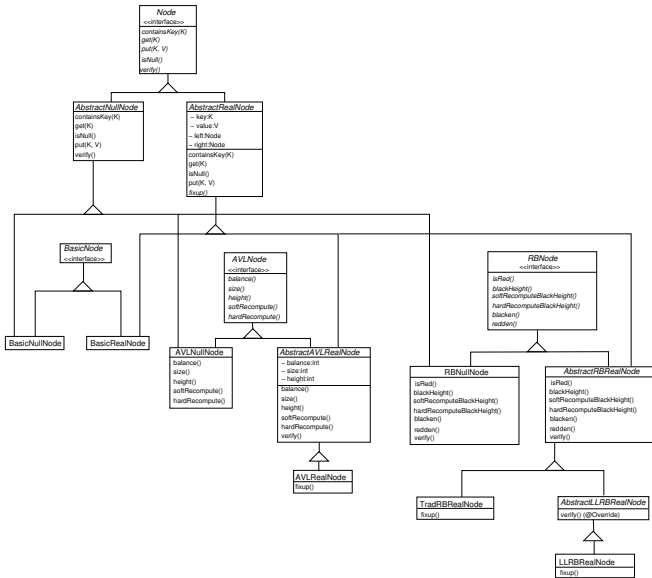 Node
<<interface>>
containsKey(K)
get(K)
put(K, V)
isNull()
verify()
AbstractNullNode
containsKey(K)
get(K)
isNull()
put(K, V)
verify()
AbstractRealNode
− key:K
− value:V
− left:Node
− right:Node
containsKey(K)
get(K)
isNull()
put(K, V)
fixup()
BasicNode
<<interface>>
BasicNullNode
BasicRealNode
AVLNode
<<interface>>
balance()
size()
height()
softRecompute()
hardRecompute()
AVLNullNode
balance()
size()
height()
softRecompute()
hardRecompute()
AbstractAVLRealNode
− balance:int
− size:int
− height:int
balance()
size()
height()
softRecompute()
hardRecompute()
verify()
AVLRealNode
fixup()
RBNode
<<interface>>
isRed()
blackHeight()
softRecomputeBlackHeight()
hardRecomputeBlackHeight()
blacken()
redden()
RBNullNode
isRed()
blackHeight()
softRecomputeBlackHeight()
hardRecomputeBlackHeight()
blacken()
redden()
verify()
AbstractRBRealNode
isRed()
blackHeight()
softRecomputeBlackHeight()
hardRecomputeBlackHeight()
blacken()
redden()
verify()
TradRBRealNode
fixup()
AbstractLLRBRealNode
verify() (@Override)
LLRBRealNode
fixup()